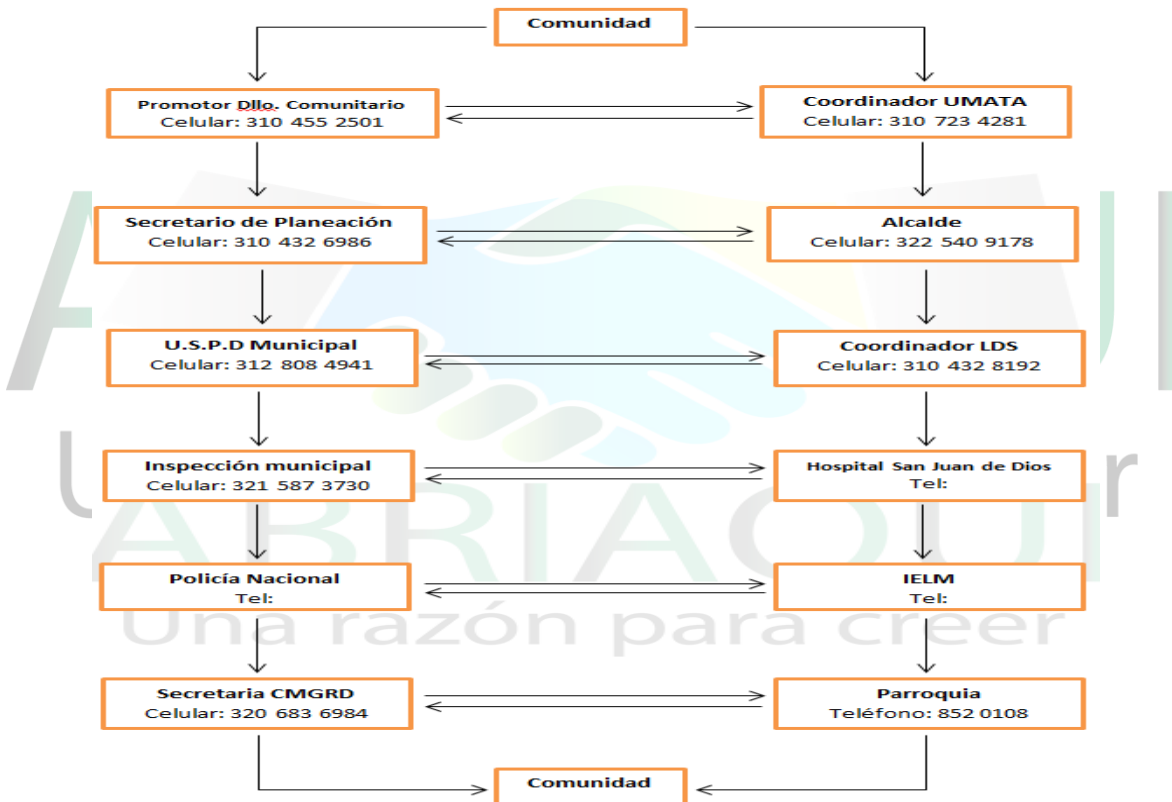 Comunidad
Promotor Dllo. Comunitario
Celular: 310 455 2501
Coordinador UMATA
Celular: 310 723 4281
Secretario de Planeación
Celular: 310 432 6986
Alcalde
Celular: 322 540 9178
U.S.P.D Municipal
Celular: 312 808 4941
Coordinador LDS
Celular: 310 432 8192
Inspección municipal
Celular: 321 587 3730
Hospital San Juan de Dios
Tel:
ABRIAQUI
Policía Nacional
Tel:
IELM
Tel:
Una razón para creer
Secretaria CMGRD
Celular: 320 683 6984
Parroquia
Teléfono: 852 0108
Comunidad